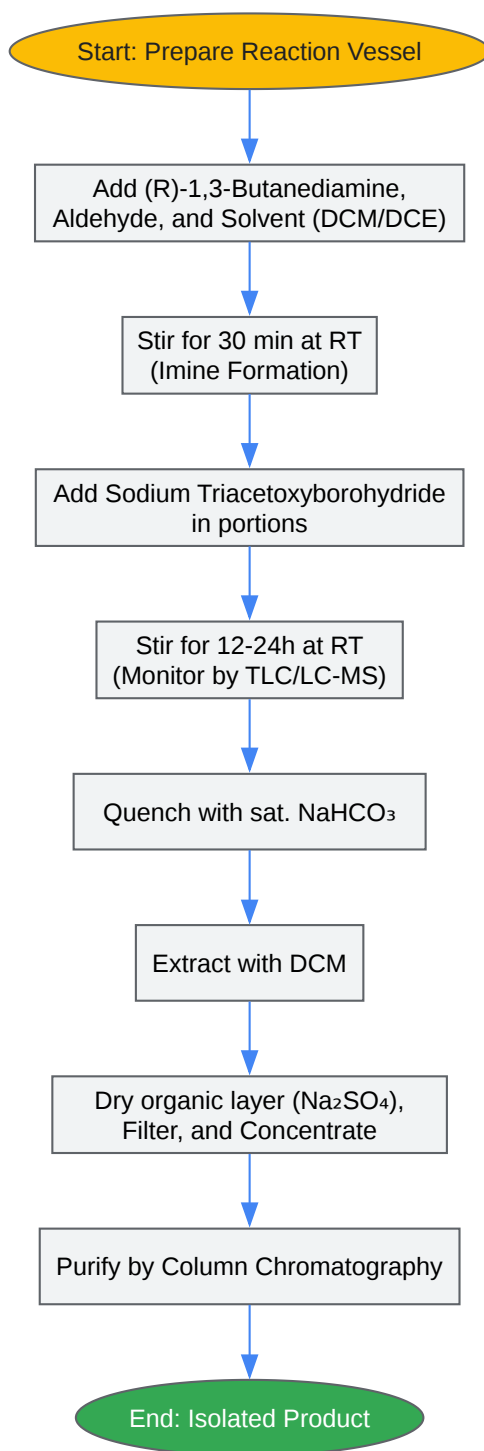 Start: Prepare Reaction Vessel
Add (R)-1,3-Butanediamine,
Aldehyde, and Solvent (DCM/DCE)
Stir for 30 min at RT
(Imine Formation)
Add Sodium Triacetoxyborohydride
in portions
Stir for 12-24h at RT
(Monitor by TLC/LC-MS)
Quench with sat. NaHCO₃
Extract with DCM
Dry organic layer (Na₂SO₄),
Filter, and Concentrate
Purify by Column Chromatography
End: Isolated Product